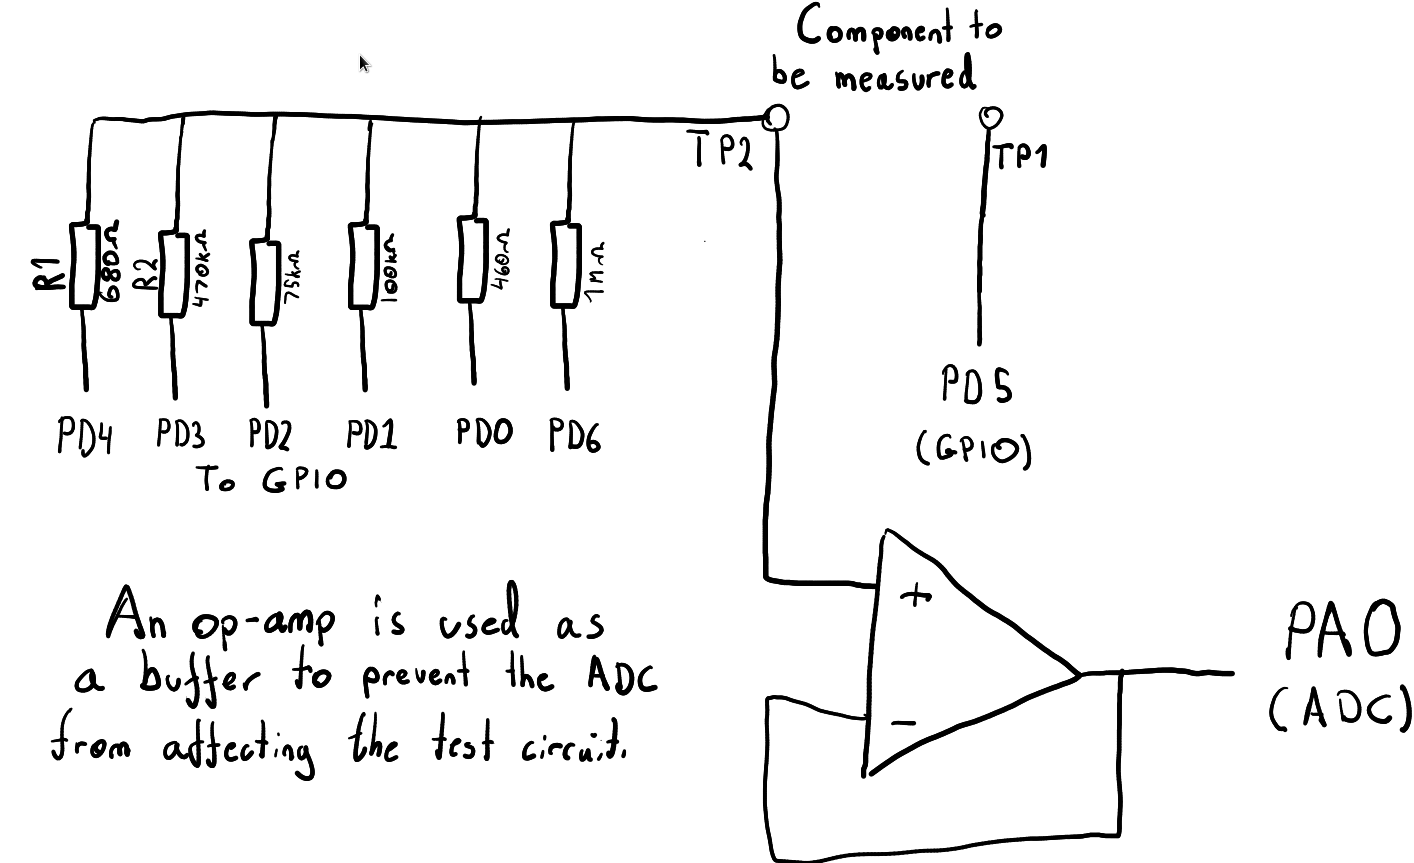 Component to
be measured
TP2
TP1
R1
680Ω
R2
470kΩ
75kΩ
100kΩ
460Ω
1MΩ
PD4 PD3 PD2 PD1 PD0 PD6
To GPIO
PD5
(GPIO)
+
-
PA0
(ADC)
An op-amp is used as
a buffer to prevent the ADC
from affecting the test circuit.